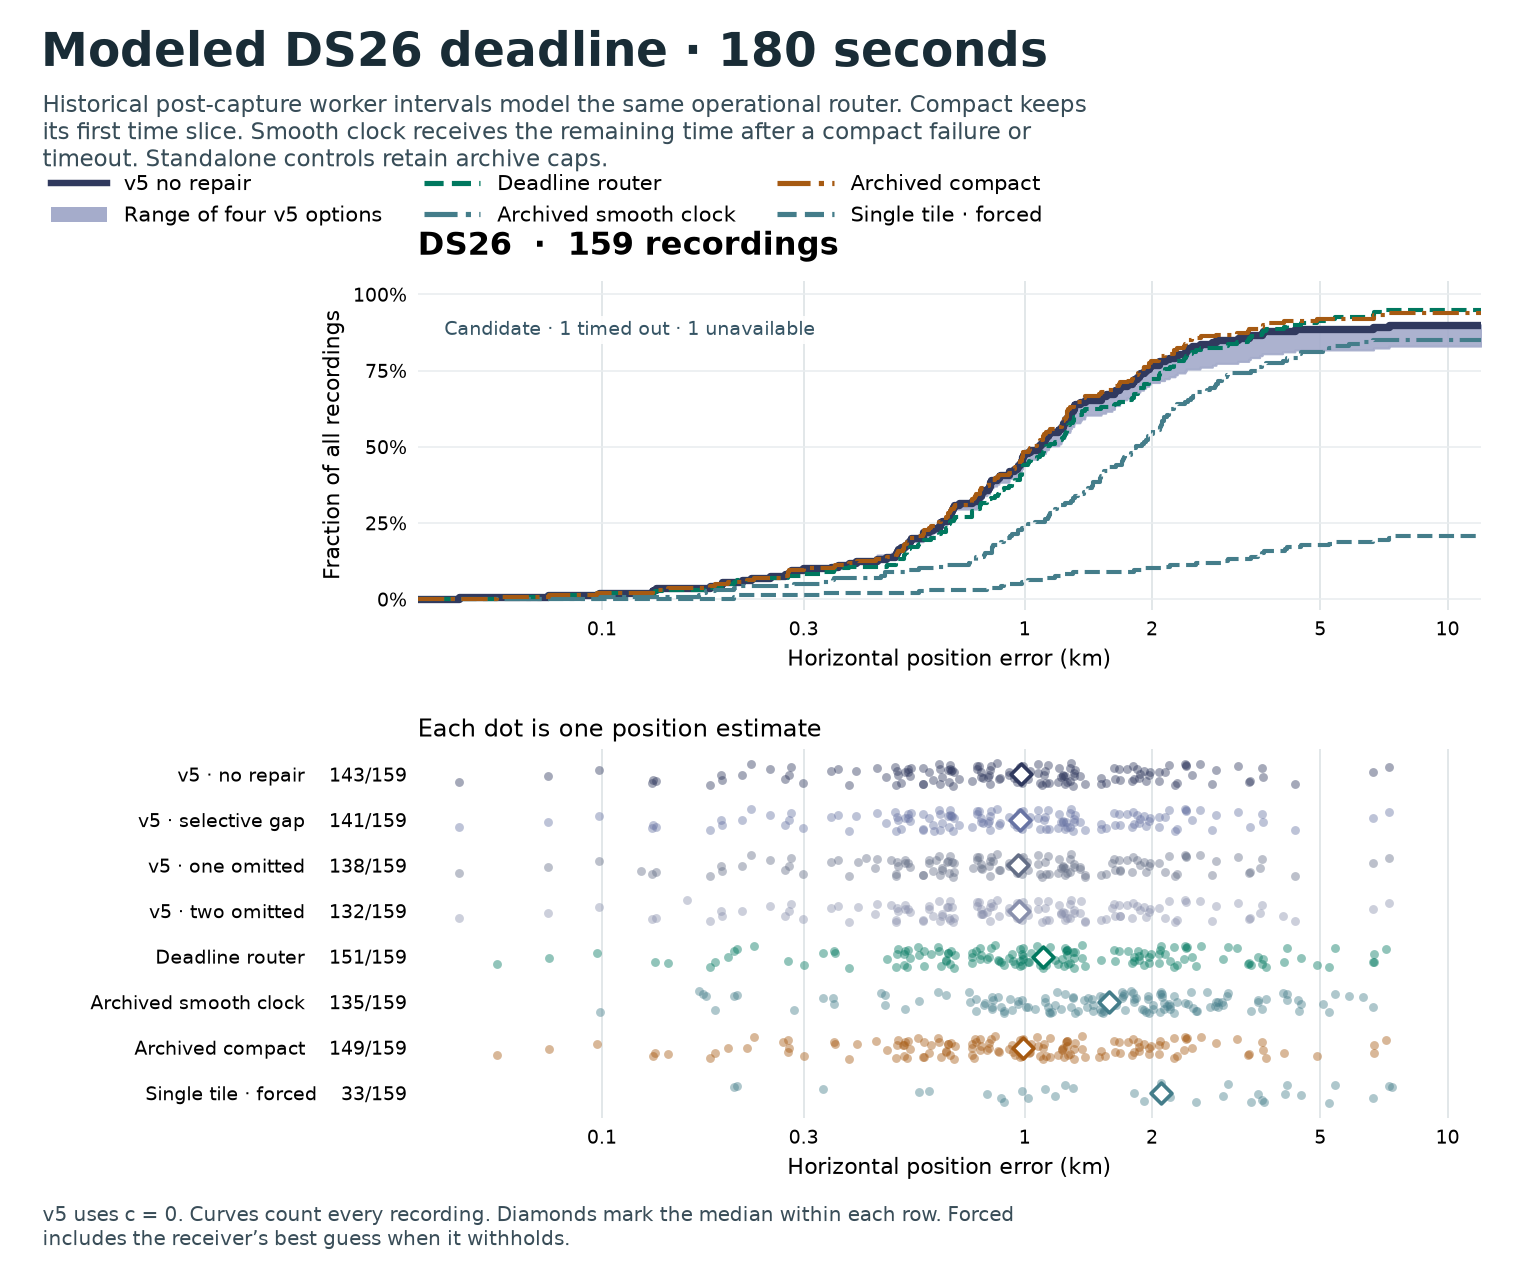 Modeled DS26 deadline · 180 seconds
Historical post-capture worker intervals model the same operational router. Compact keeps
its first time slice. Smooth clock receives the remaining time after a compact failure or
timeout. Standalone controls retain archive caps.
v5 no repair
Deadline router
Archived compact
Range of four v5 options
Archived smooth clock
Single tile · forced
DS26 · 159 recordings
100%
75%
50%
25%
0%
Fraction of all recordings
Candidate · 1 timed out · 1 unavailable
0.1 0.3 1 2 5 10
Horizontal position error (km)
Each dot is one position estimate
v5 · no repair 143/159
v5 · selective gap 141/159
v5 · one omitted 138/159
v5 · two omitted 132/159
Deadline router 151/159
Archived smooth clock 135/159
Archived compact 149/159
Single tile · forced 33/159
0.1 0.3 1 2 5 10
Horizontal position error (km)
v5 uses c = 0. Curves count every recording. Diamonds mark the median within each row. Forced
includes the receiver’s best guess when it withholds.